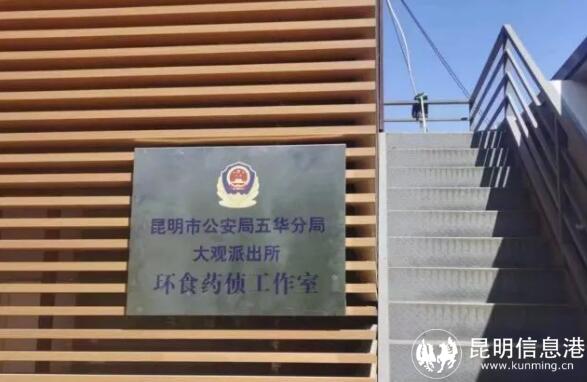 昆明市公安局五华分局
大观派出所
环食药侦工作室
昆明信息港
www.kunming.cn